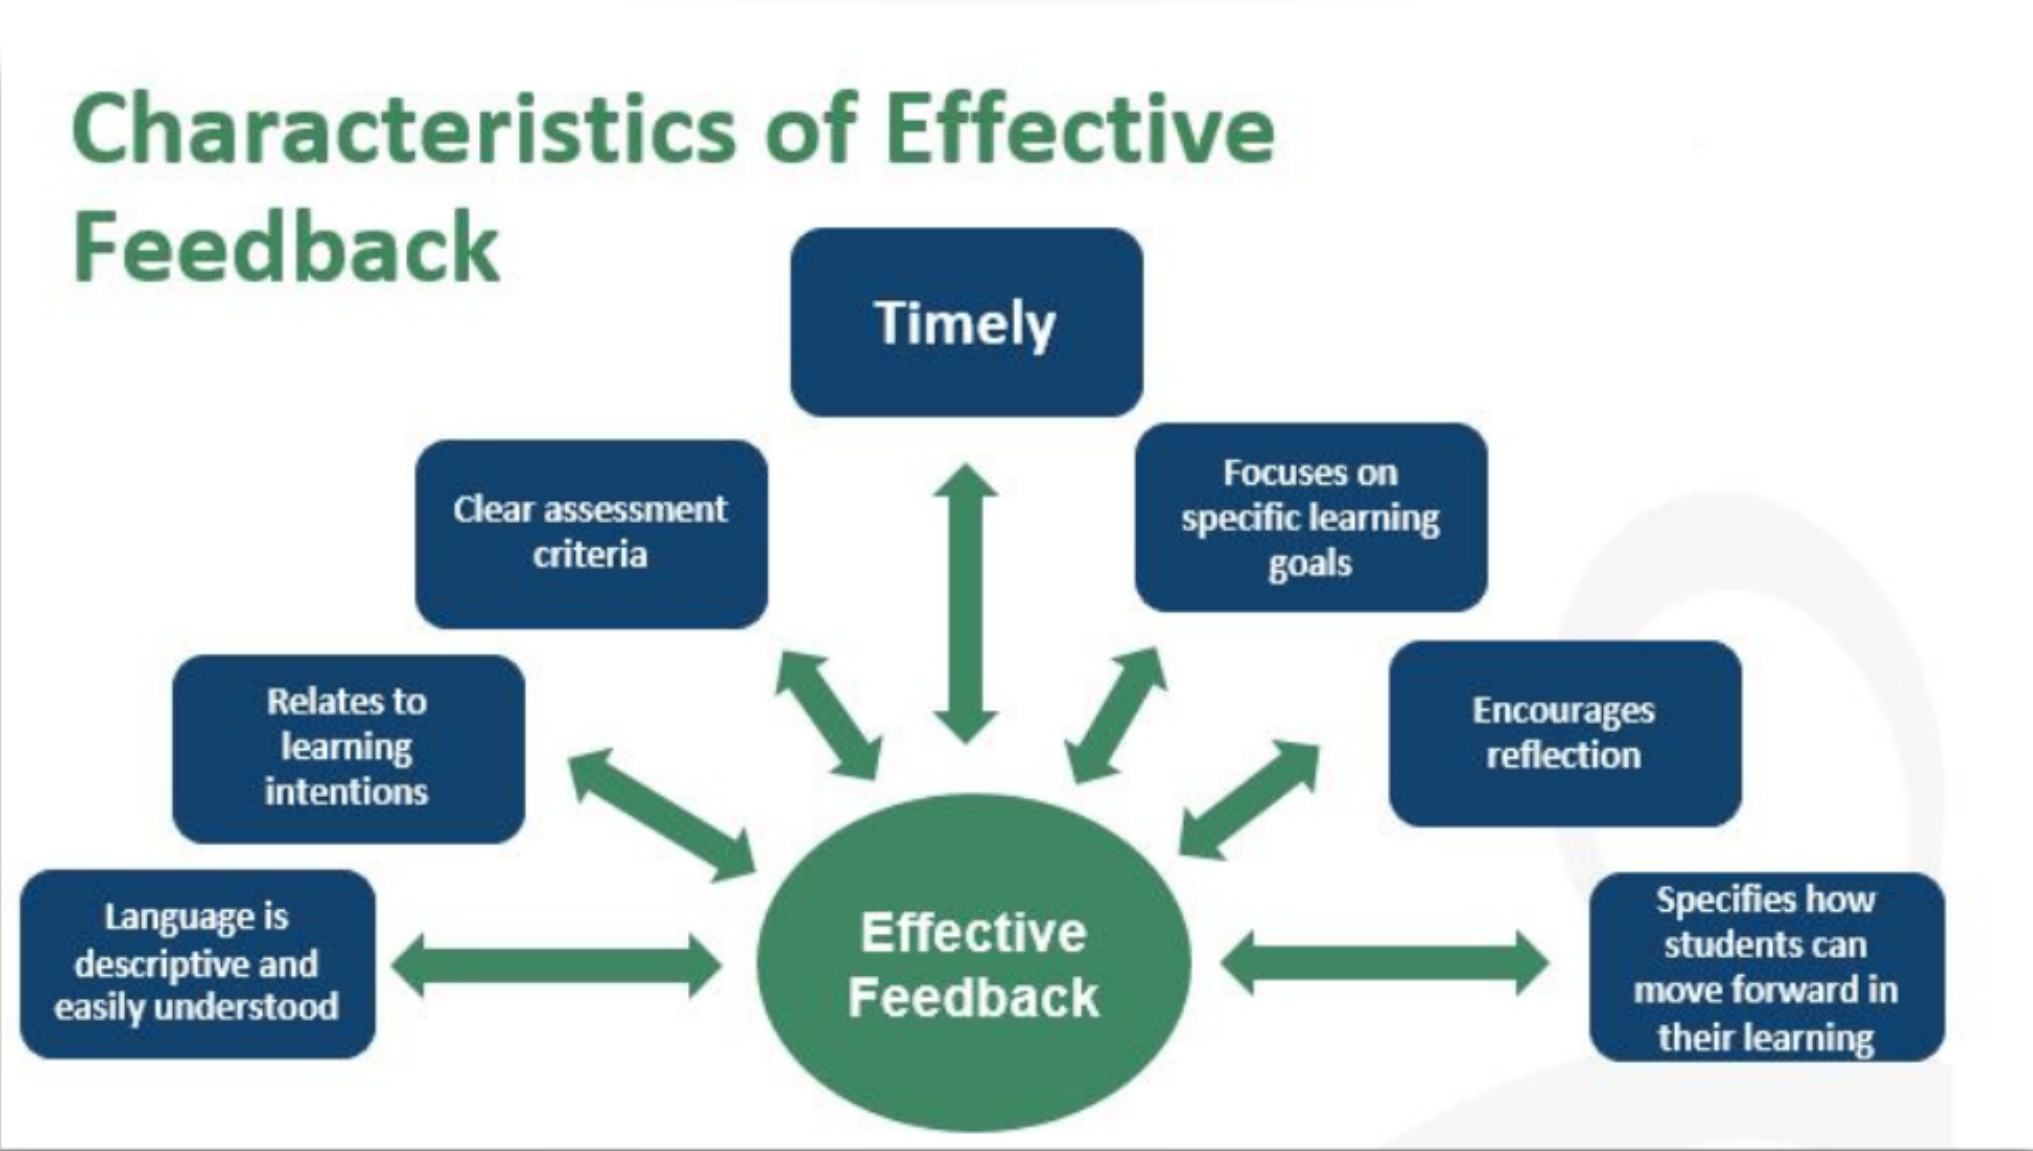 Characteristics of Effective
Feedback
Timely
Clear assessment
criteria
Focuses on
specific learning
goals
Relates to
learning
intentions
Encourages
reflection
Language is
descriptive and
easily understood
Effective
Feedback
Specifies how
students can
move forward in
their learning